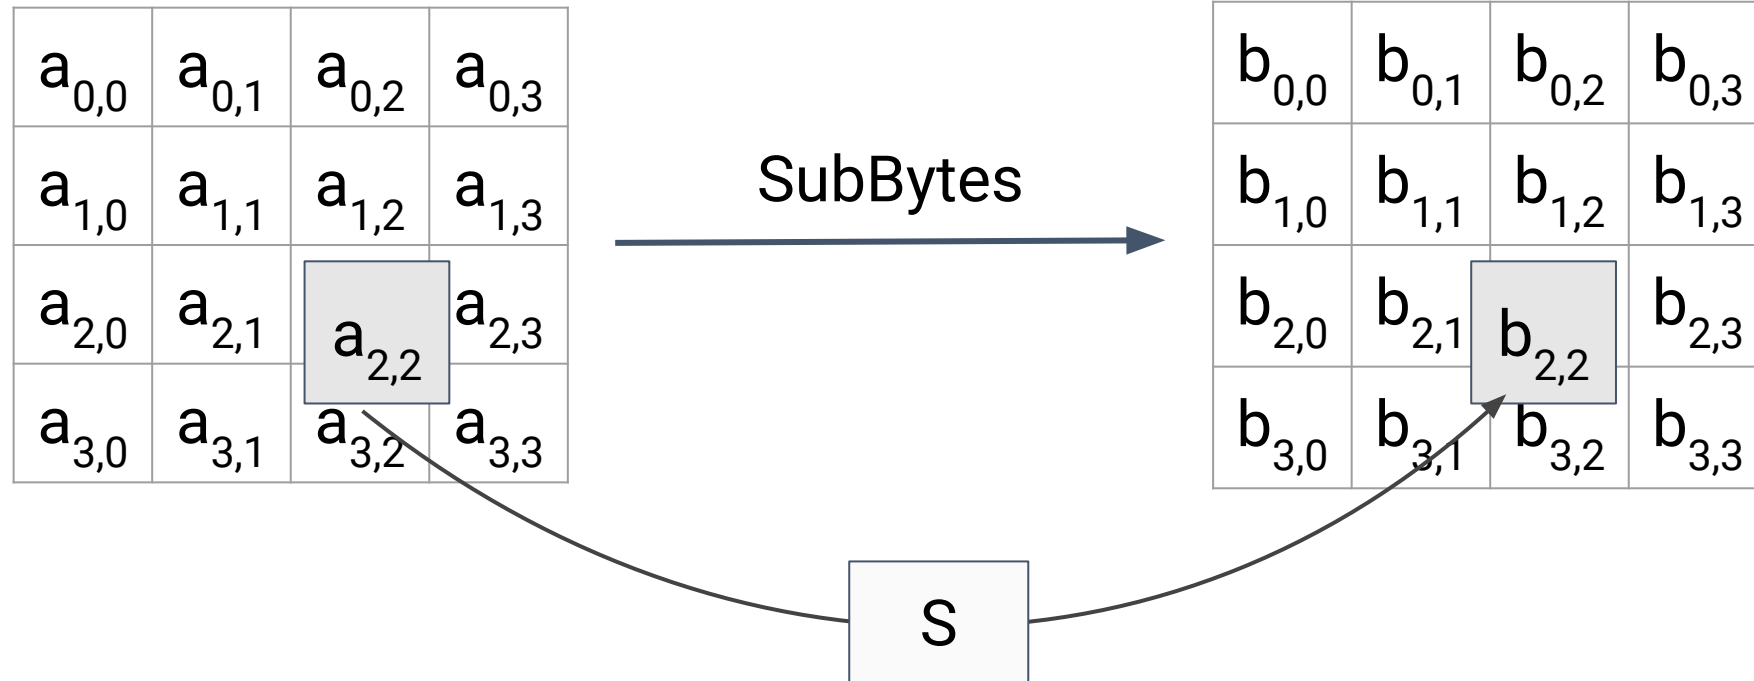 a0,0 a0,1 a0,2 a0,3
a1,0 a1,1 a1,2 a1,3
a2,0 a2,1 a2,2 a2,3
a3,0 a3,1 a3,2 a3,3
SubBytes
b0,0 b0,1 b0,2 b0,3
b1,0 b1,1 b1,2 b1,3
b2,0 b2,1 b2,2 b2,3
b3,0 b3,1 b3,2 b3,3
S